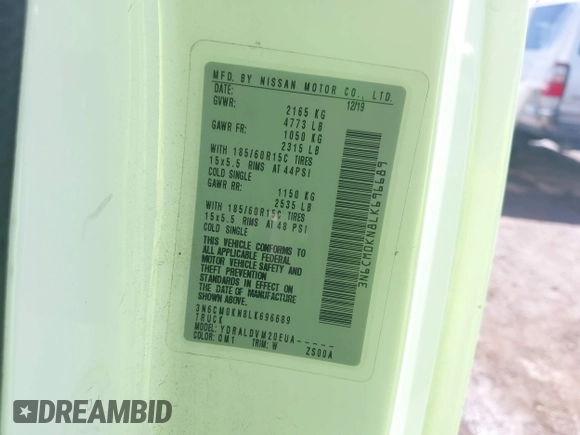 MFD. BY NISSAN MOTOR CO., LTD.
DATE: 12/19
GVWR: 2165 KG
4773 LB
GAWR FR: 1050 KG
2315 LB
WITH 185/60R15C TIRES
15x5.5 RIMS AT 44PSI
COLD SINGLE
GAWR RR: 1150 KG
2535 LB
WITH 185/60R15C TIRES
15x5.5 RIMS AT 48 PSI
COLD SINGLE
THIS VEHICLE CONFORMS TO
ALL APPLICABLE FEDERAL
MOTOR VEHICLE SAFETY AND
THEFT PREVENTION
STANDARDS IN EFFECT ON
THE DATE OF MANUFACTURE
SHOWN ABOVE.
3N6CM0KN8LK696689
TRUCK
MODEL: YDRALDVM20EUA-----
COLOR: QM1 TRIM: W 2S00A
3N6CM0KN8LK696689
DREAMBID